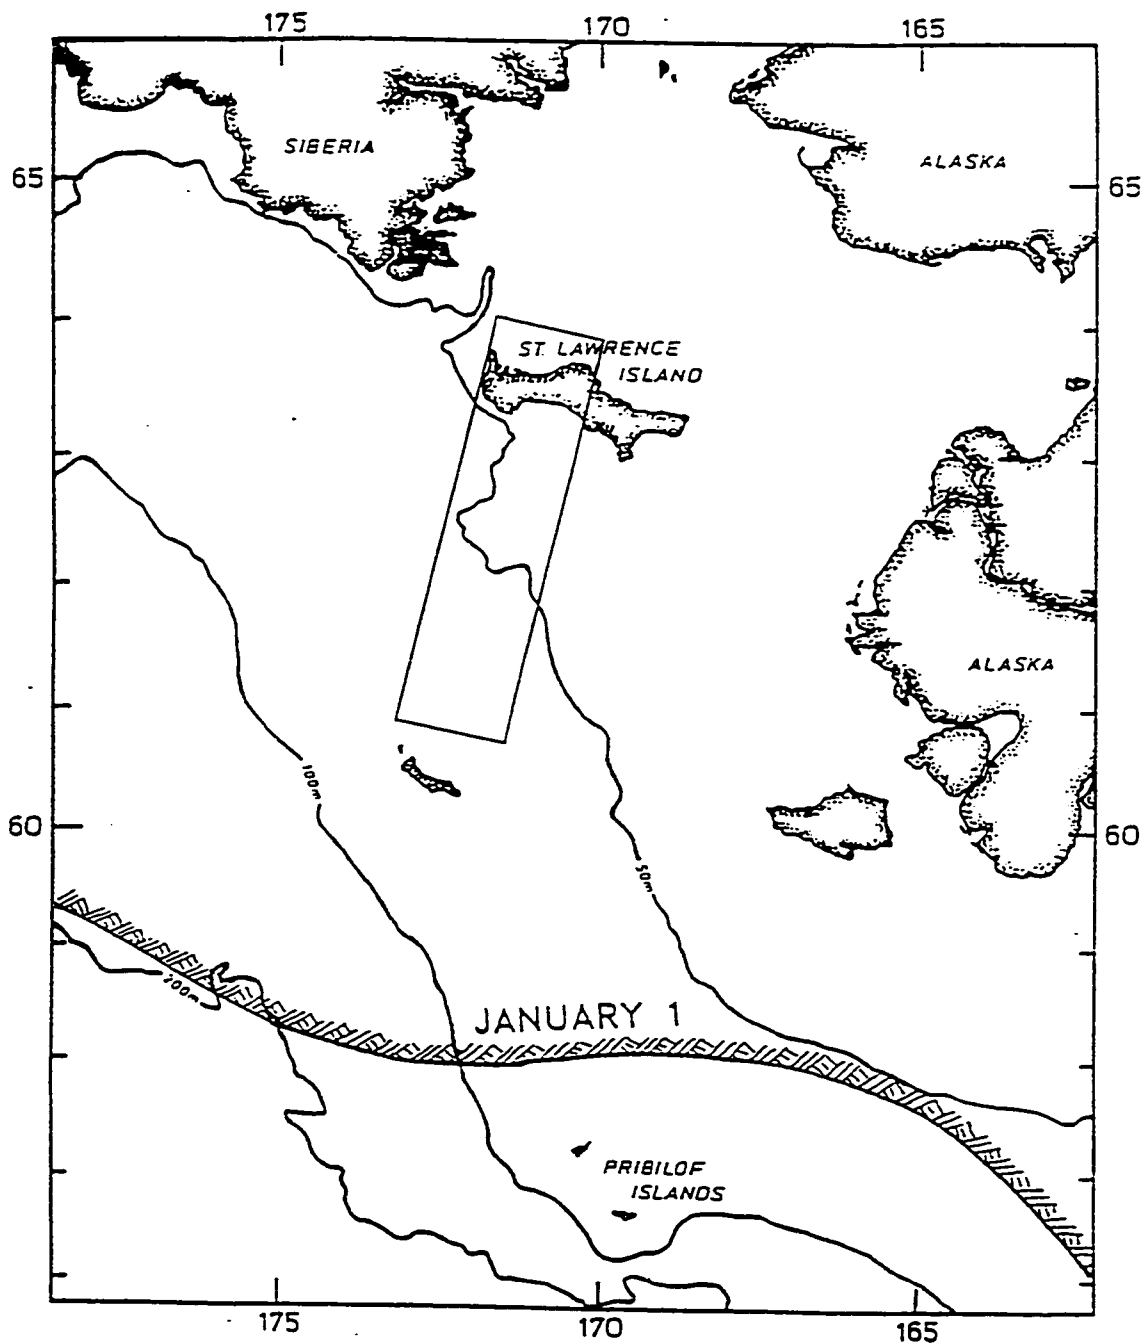 175 170 165
SIBERIA
ALASKA
65 65
ST. LAWRENCE
ISLAND
ALASKA
100m
60 60
50m
200m
JANUARY 1
PRIBILOF
ISLANDS
175 170 165